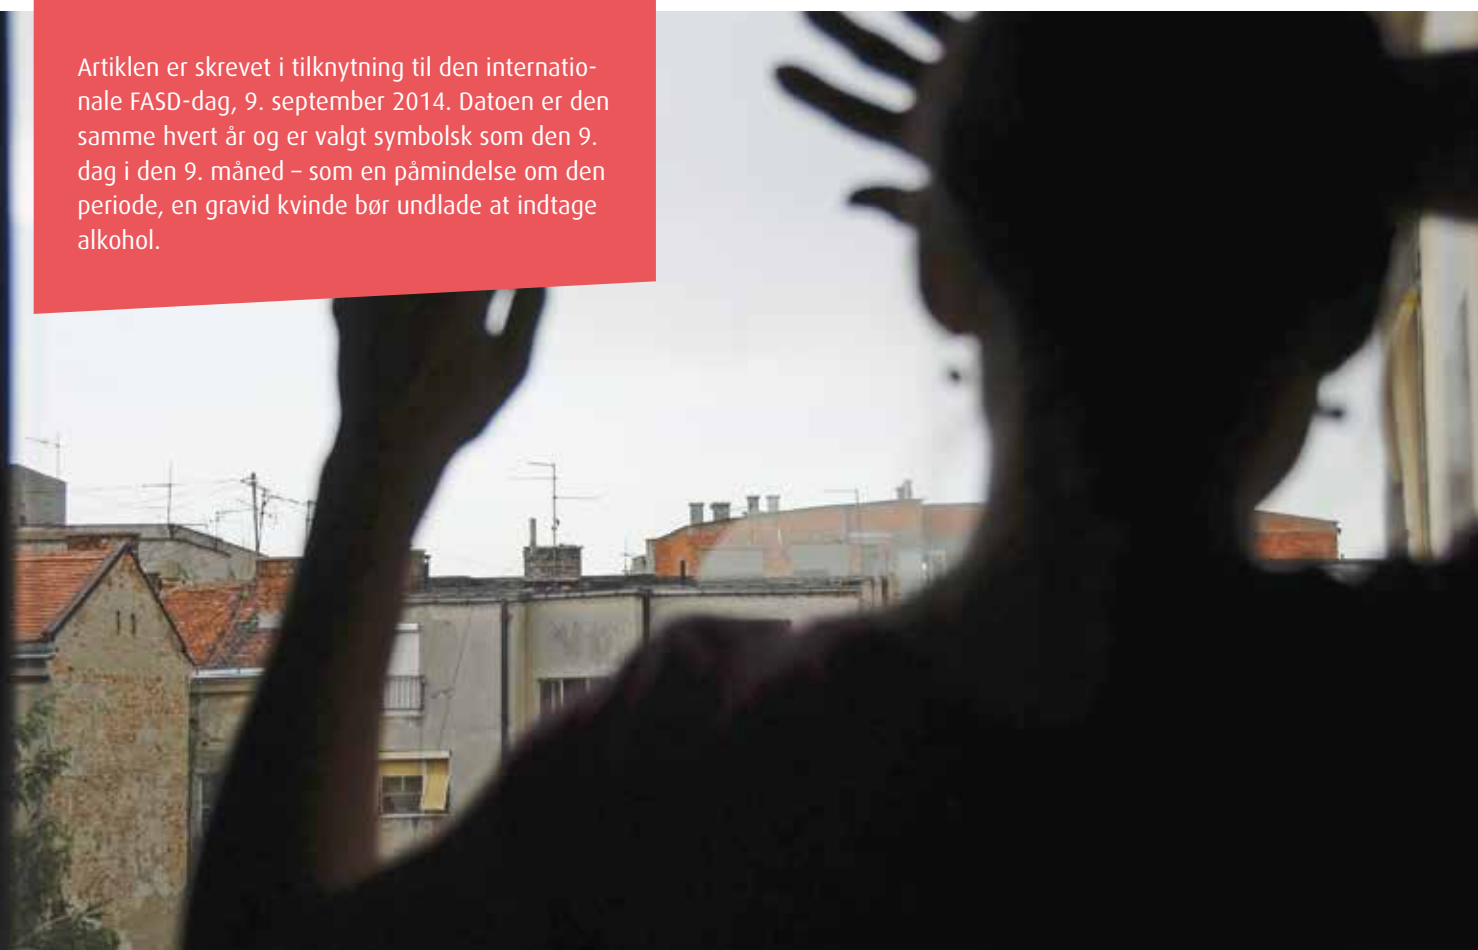 Artiklen er skrevet i tilknytning til den internatio-
nale FASD-dag, 9. september 2014. Datoen er den
samme hvert år og er valgt symbolsk som den 9.
dag i den 9. måned – som en påmindelse om den
periode, en gravid kvinde bør undlade at indtage
alkohol.